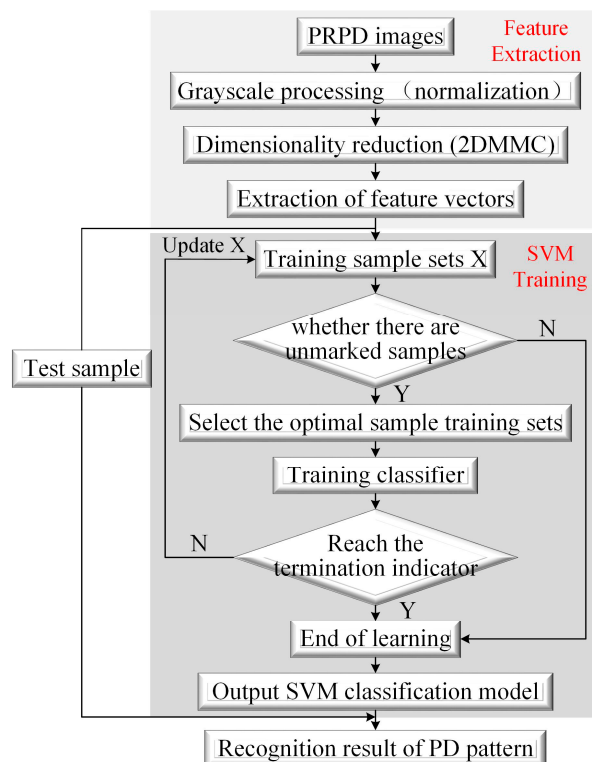 PRPD images
Feature
Extraction
Grayscale processing （normalization）
Dimensionality reduction (2DMMC)
Extraction of feature vectors
Update X
Training sample sets X
SVM
Training
whether there are
unmarked samples
N
Test sample
Y
Select the optimal sample training sets
Training classifier
Reach the
termination indicator
N
Y
End of learning
Output SVM classification model
Recognition result of PD pattern